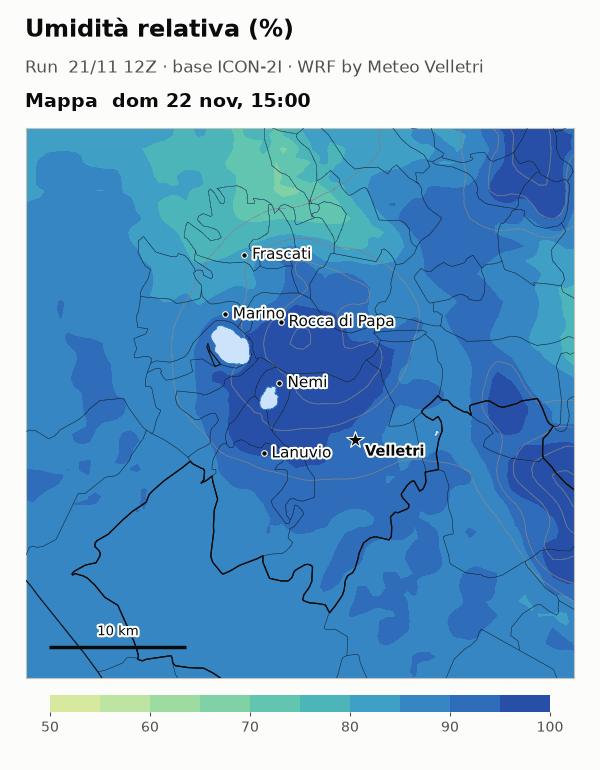 Umidità relativa (%)
Run  21/11 12Z · base ICON-2I · WRF by Meteo Velletri
Mappa  dom 22 nov, 15:00
Frascati
Marino
Rocca di Papa
Nemi
Velletri
Lanuvio
10 km
50 60 70 80 90 100